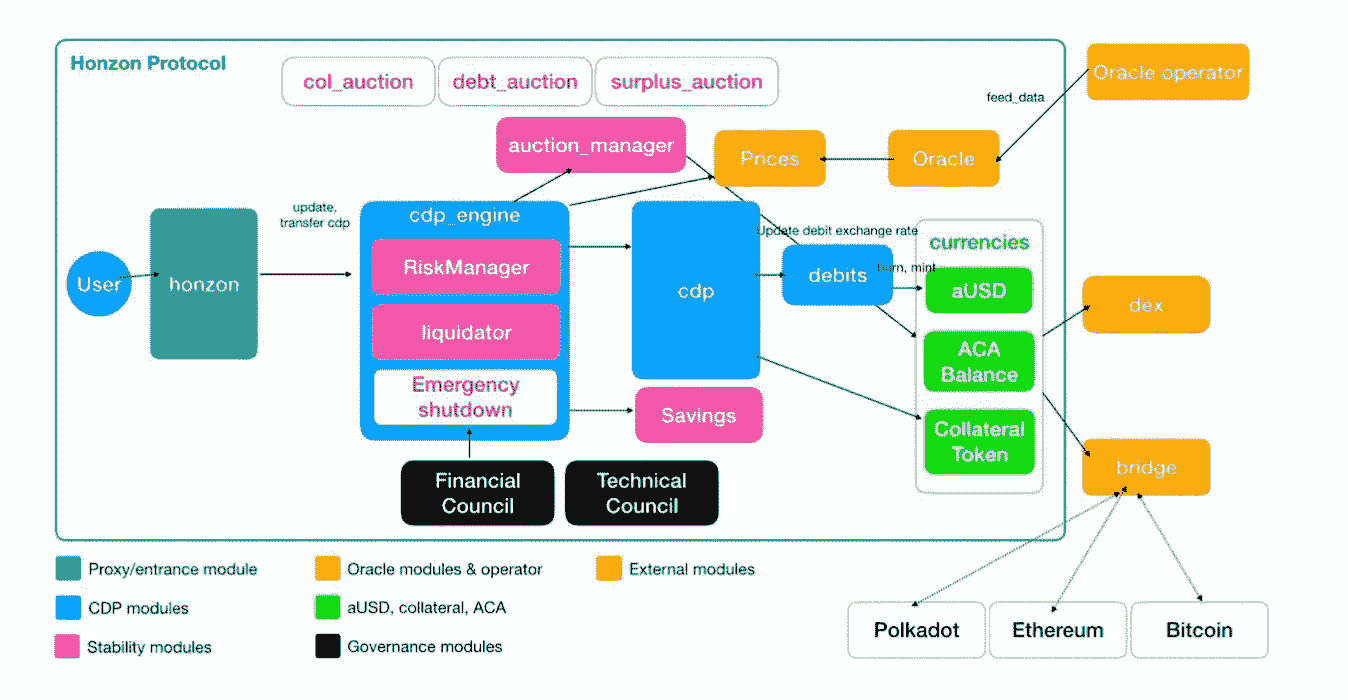 Honzon Protocol
col_auction
debt_auction
surplus_auction
Oracle operator
feed_data
auction_manager
Prices
Oracle
update,
transfer cdp
cdp_engine
Update debit exchange rate
currencies
User
honzon
RiskManager
cdp
debits
burn, mint
aUSD
dex
liquidator
ACA
Balance
Emergency
shutdown
Savings
Collateral
Token
bridge
Financial
Council
Technical
Council
Proxy/entrance module
Oracle modules & operator
External modules
CDP modules
aUSD, collateral, ACA
Stability modules
Governance modules
Polkadot
Ethereum
Bitcoin